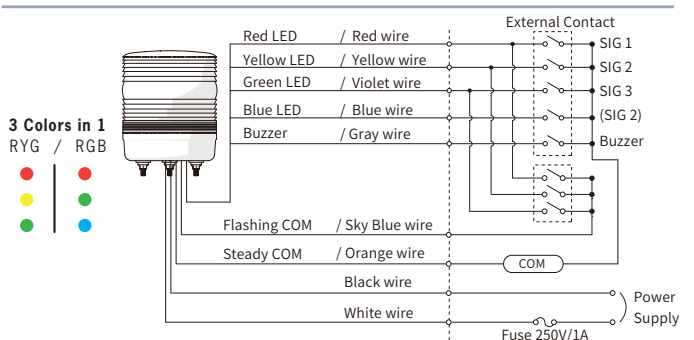 External Contact
Red LED / Red wire
SIG 1
Yellow LED / Yellow wire
SIG 2
Green LED / Violet wire
SIG 3
Blue LED / Blue wire
(SIG 2)
3 Colors in 1
Buzzer / Gray wire
Buzzer
RYG / RGB
Flashing COM / Sky Blue wire
Steady COM / Orange wire
COM
Black wire
Power
Supply
White wire
Fuse 250V/1A